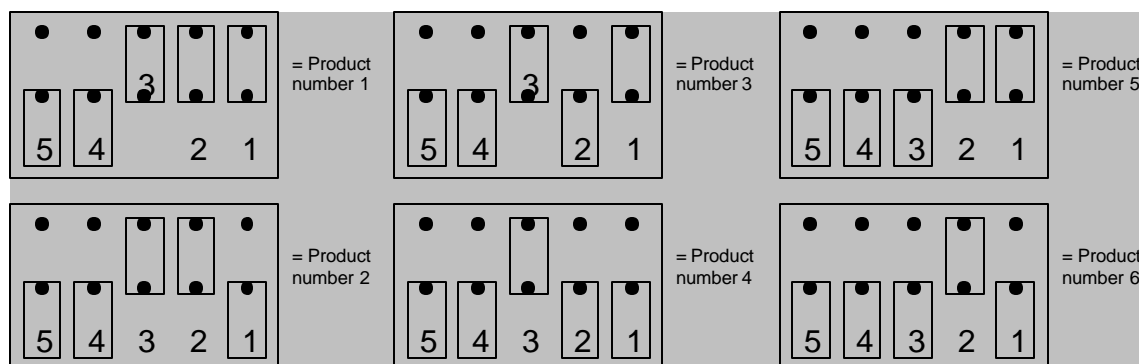 3
= Product
number 1
5 4 2 1
3
= Product
number 3
5 4 2 1
= Product
number 5
5 4 3 2 1
= Product
number 2
5 4 3 2 1
= Product
number 4
5 4 3 2 1
= Product
number 6
5 4 3 2 1